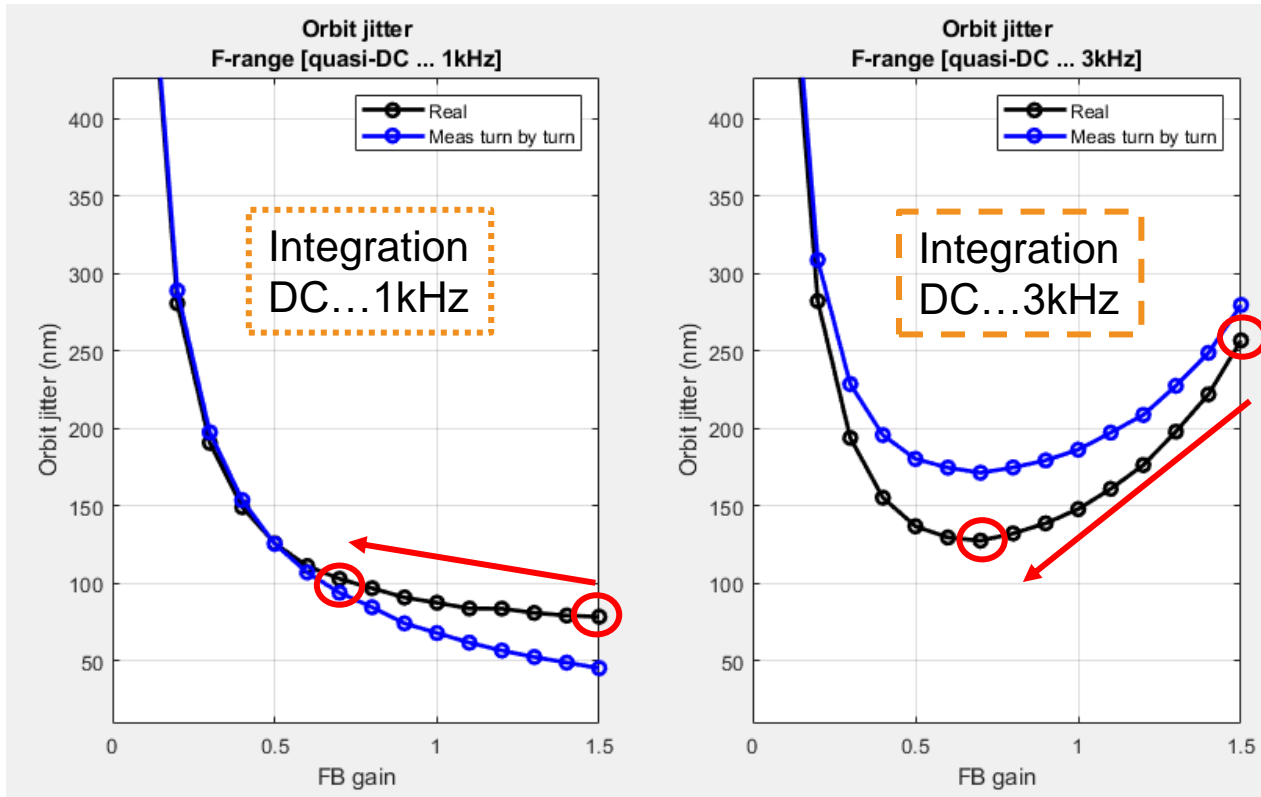 Orbit jitter
F-range [quasi-DC ... 1kHz]
Real
Meas turn by turn
Integration
DC…1kHz
Orbit jitter (nm)
400
350
300
250
200
150
100
50
0
0.5
1
1.5
FB gain
Orbit jitter
F-range [quasi-DC ... 3kHz]
Real
Meas turn by turn
Integration
DC…3kHz
Orbit jitter (nm)
400
350
300
250
200
150
100
50
0
0.5
1
1.5
FB gain